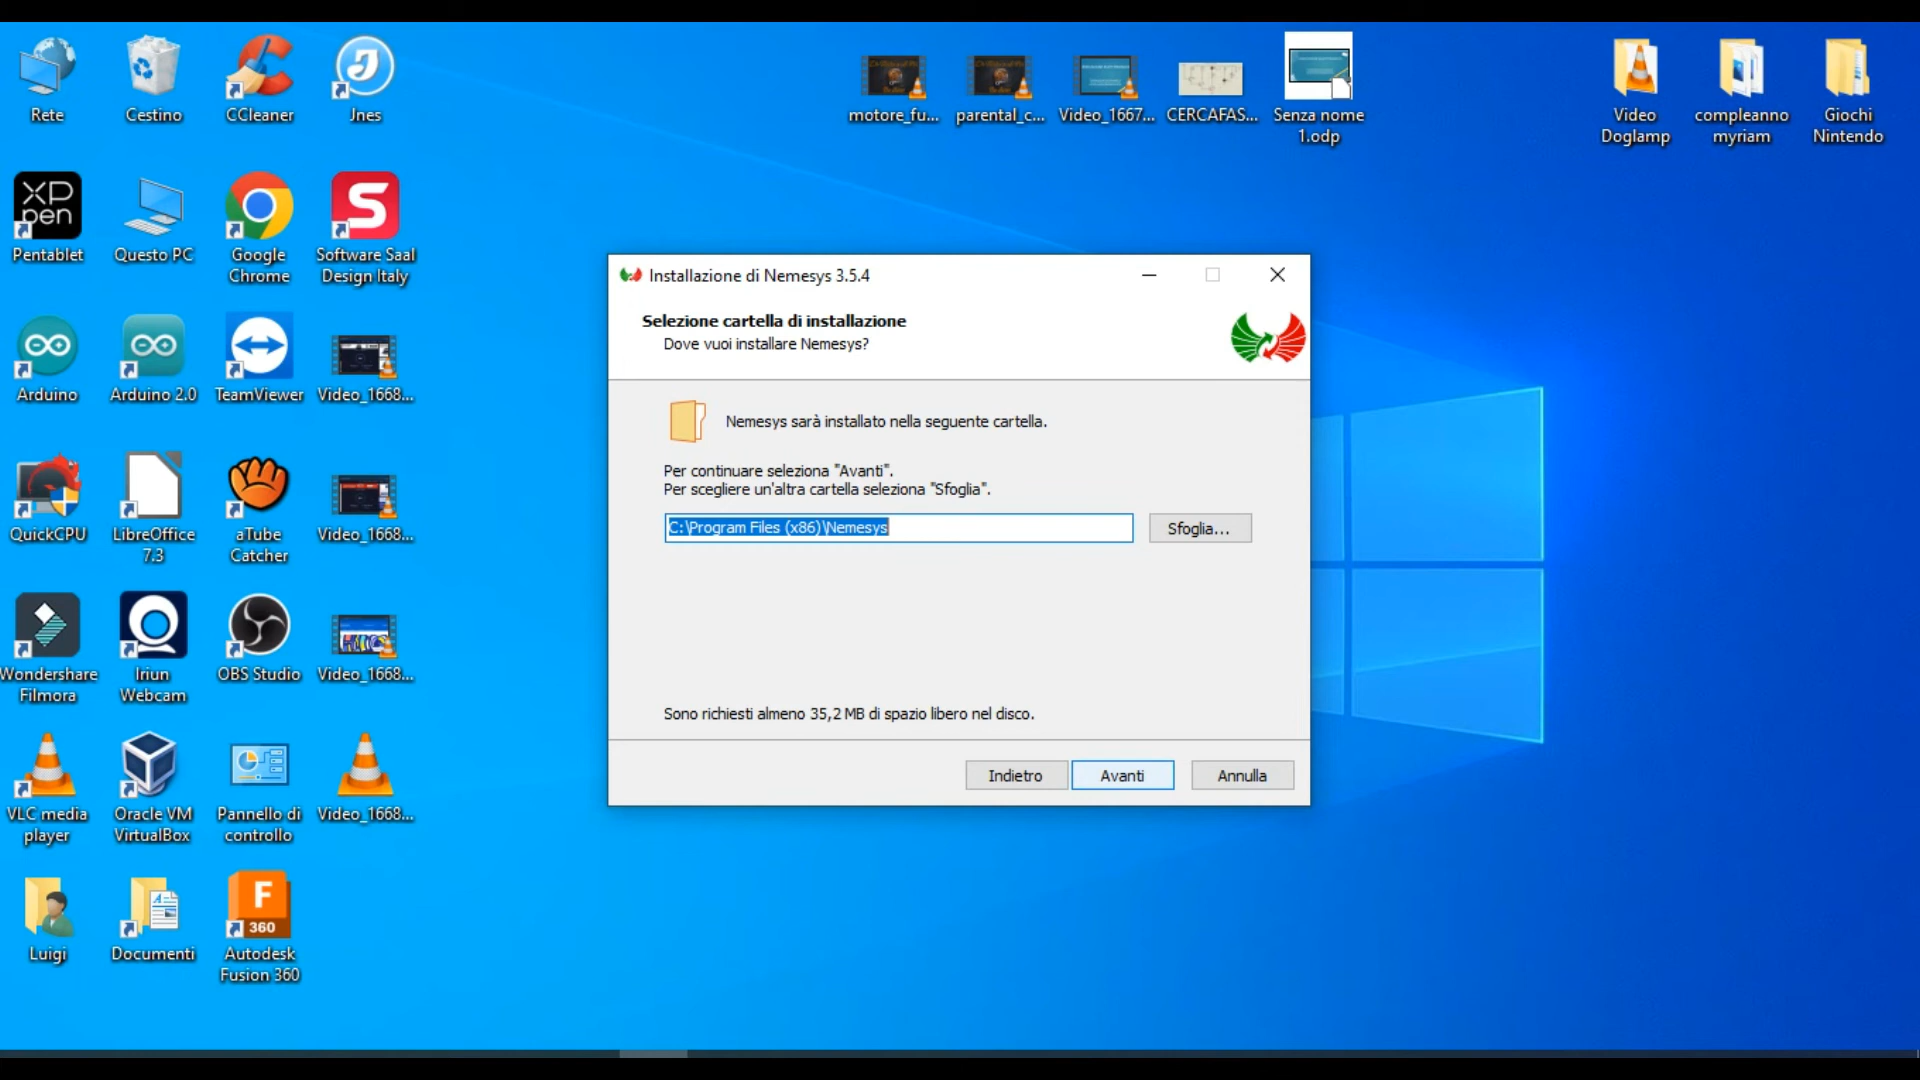 Rete
Cestino
CCleaner
J
Jnes
motore_fu...
parental_c...
Video_1667...
CERCAFAS...
Senza nome
1.odp
Video
Doglamp
compleanno
myriam
Giochi
Nintendo
XP
pen
Pentablet
Questo PC
Google
Chrome
S
Software Saal
Design Italy
Arduino
Arduino 2.0
TeamViewer
Video_1668...
QuickCPU
LibreOffice
7.3
aTube
Catcher
Video_1668...
Wondershare
Filmora
Iriun
Webcam
OBS Studio
Video_1668...
VLC media
player
Oracle VM
VirtualBox
Pannello di
controllo
Video_1668...
Luigi
Documenti
F
360
Autodesk
Fusion 360
Installazione di Nemesys 3.5.4
Selezione cartella di installazione
Dove vuoi installare Nemesys?
Nemesys sarà installato nella seguente cartella.
Per continuare seleziona "Avanti".
Per scegliere un'altra cartella seleziona "Sfoglia".
C:\Program Files (x86)\Nemesys
Sfoglia...
Sono richiesti almeno 35,2 MB di spazio libero nel disco.
Indietro
Avanti
Annulla